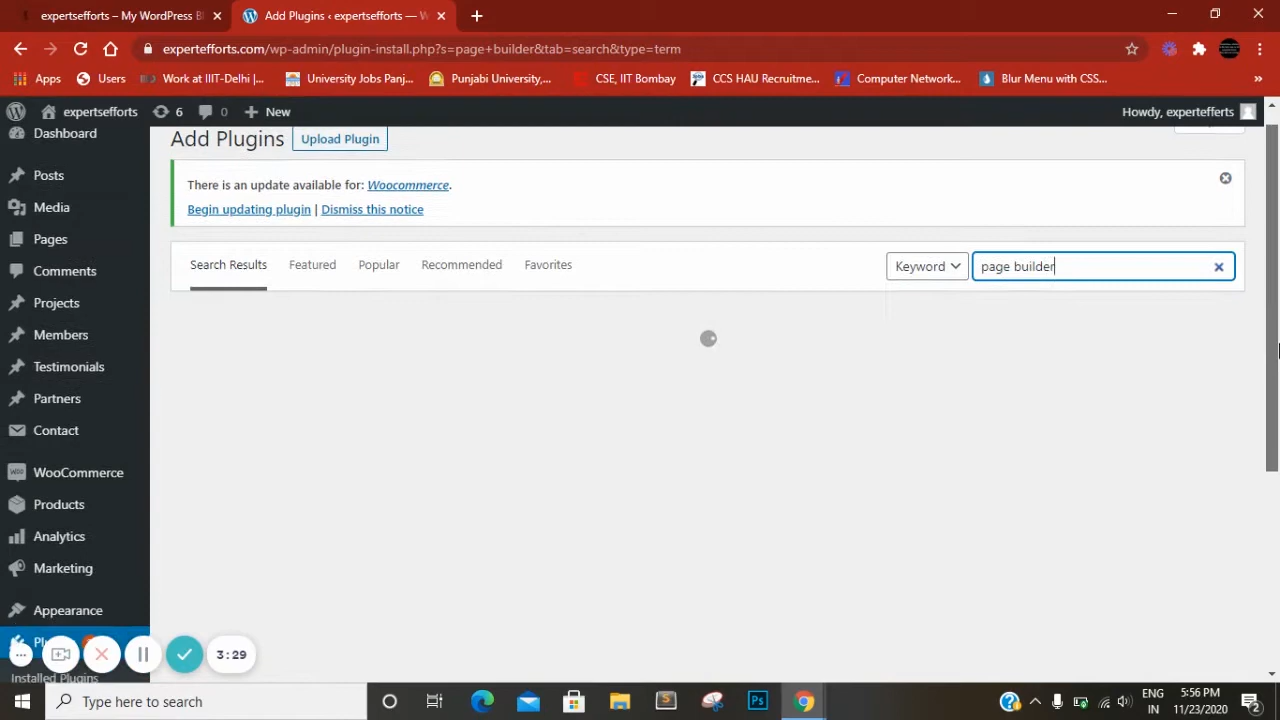 expertsefforts – My WordPress Bl
Add Plugins ‹ expertsefforts — W
expertefforts.com/wp-admin/plugin-install.php?s=page+builder&tab=search&type=term
Apps
Users
Work at IIIT-Delhi |...
University Jobs Panj...
Punjabi University,...
CSE, IIT Bombay
CCS HAU Recruitme...
Computer Network...
Blur Menu with CSS...
»
expertsefforts
6
0
New
Howdy, expertefferts
Dashboard
Posts
Media
Pages
Comments
Projects
Members
Testimonials
Partners
Contact
WooCommerce
Products
Analytics
Marketing
Appearance
Installed Plugins
Add Plugins
Upload Plugin
There is an update available for: Woocommerce.
Begin updating plugin | Dismiss this notice
Search Results
Featured
Popular
Recommended
Favorites
Keyword
page builder
3:29
Type here to search
Ps
ENG
IN
5:56 PM
11/23/2020
2